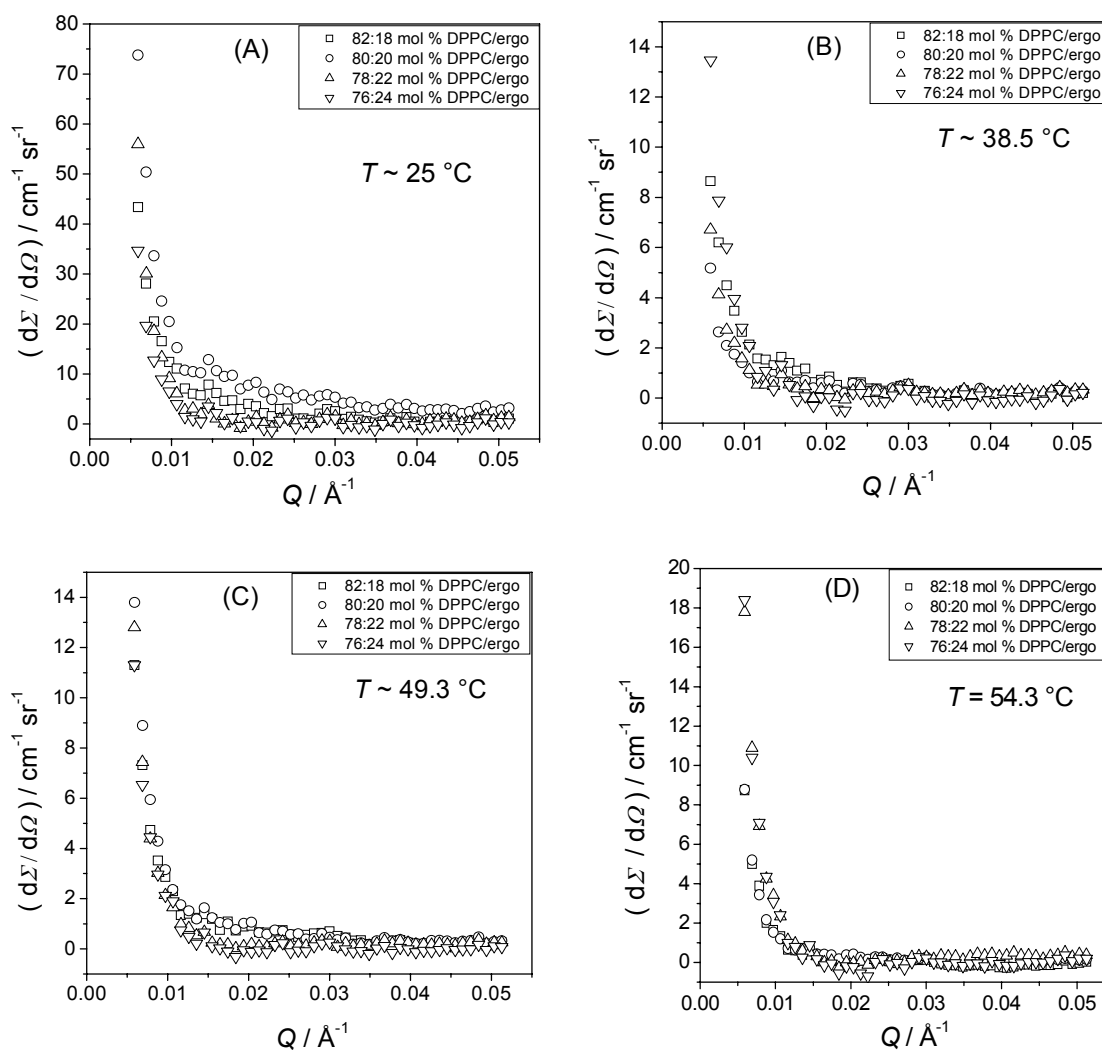 (A)
82:18 mol % DPPC/ergo
80:20 mol % DPPC/ergo
78:22 mol % DPPC/ergo
76:24 mol % DPPC/ergo
T ~ 25 °C
80
70
60
50
40
30
20
10
0
0.00 0.01 0.02 0.03 0.04 0.05
( dΣ / dΩ ) / cm⁻¹ sr⁻¹
Q / Å⁻¹
(B)
82:18 mol % DPPC/ergo
80:20 mol % DPPC/ergo
78:22 mol % DPPC/ergo
76:24 mol % DPPC/ergo
T ~ 38.5 °C
14
12
10
8
6
4
2
0
0.00 0.01 0.02 0.03 0.04 0.05
( dΣ / dΩ ) / cm⁻¹ sr⁻¹
Q / Å⁻¹
(C)
82:18 mol % DPPC/ergo
80:20 mol % DPPC/ergo
78:22 mol % DPPC/ergo
76:24 mol % DPPC/ergo
T ~ 49.3 °C
14
12
10
8
6
4
2
0
0.00 0.01 0.02 0.03 0.04 0.05
( dΣ / dΩ ) / cm⁻¹ sr⁻¹
Q / Å⁻¹
(D)
82:18 mol % DPPC/ergo
80:20 mol % DPPC/ergo
78:22 mol % DPPC/ergo
76:24 mol % DPPC/ergo
T = 54.3 °C
20
18
16
14
12
10
8
6
4
2
0
0.00 0.01 0.02 0.03 0.04 0.05
( dΣ / dΩ ) / cm⁻¹ sr⁻¹
Q / Å⁻¹